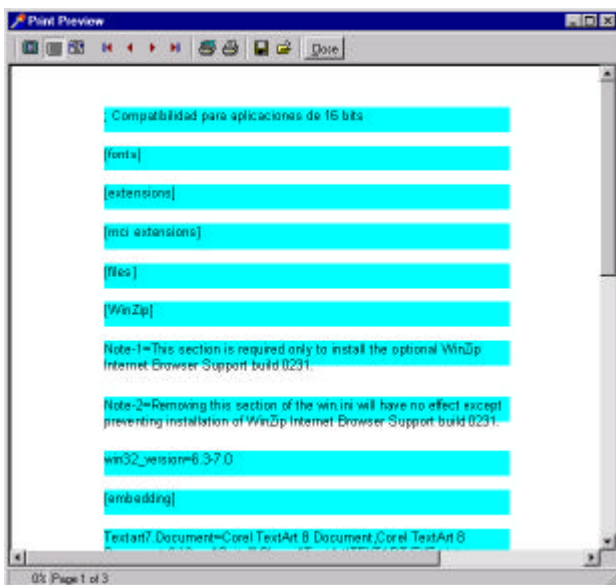 Print Preview
Close
; Compatibilidad para aplicaciones de 16 bits
[fonts]
[extensions]
[mci extensions]
[files]
[WinZip]
Note-1=This section is required only to install the optional WinZip
Internet Browser Support build 0231.
Note-2=Removing this section of the win.ini will have no effect except
preventing installation of WinZip Internet Browser Support build 0231.
win32_version=6.3-7.0
[embedding]
Textart7.Document=Corel TextArt 8 Document,Corel TextArt 8
0% Page 1 of 3